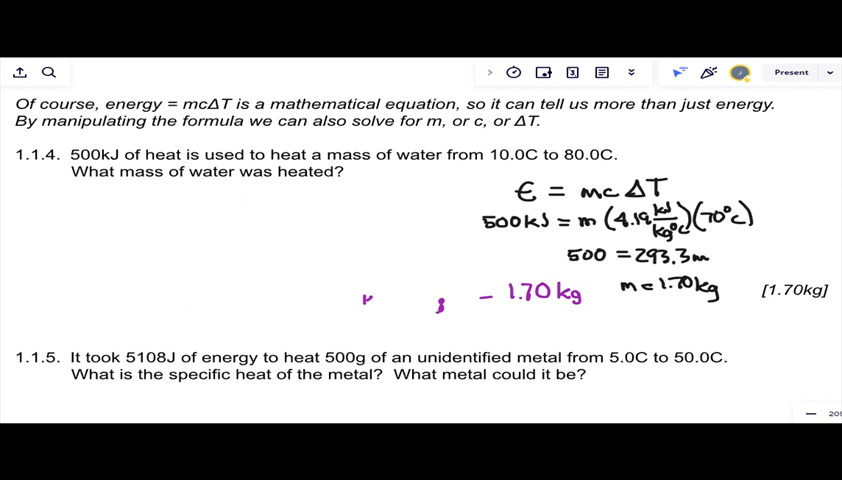 Present
Of course, energy = mcΔT is a mathematical equation, so it can tell us more than just energy.
By manipulating the formula we can also solve for m, or c, or ΔT.
1.1.4. 500kJ of heat is used to heat a mass of water from 10.0C to 80.0C.
What mass of water was heated?
E = mcΔT
500kJ = m (4.19 kJ/kg°C)(70°C)
500 = 293.3m
m = 1.70kg
– 1.70 kg
[1.70kg]
1.1.5. It took 5108J of energy to heat 500g of an unidentified metal from 5.0C to 50.0C.
What is the specific heat of the metal? What metal could it be?